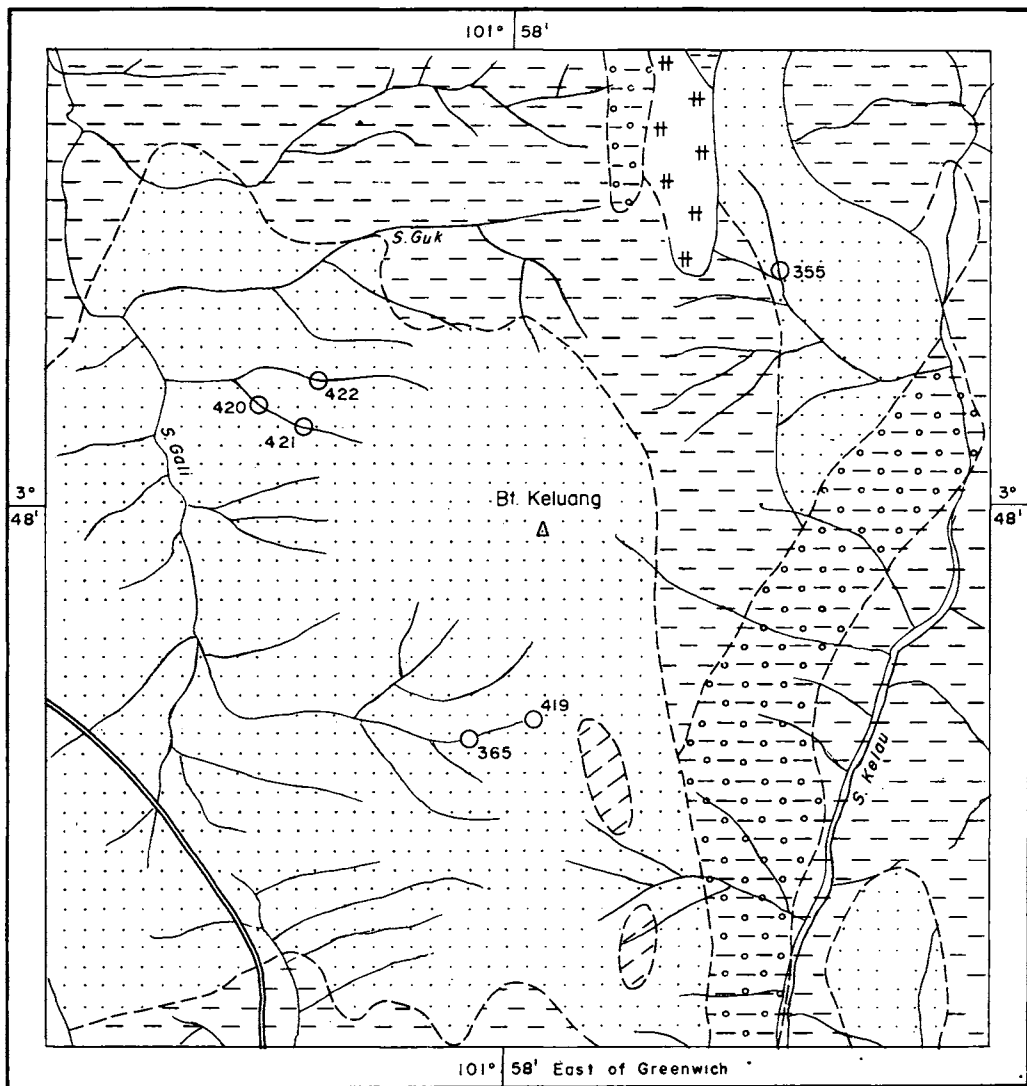 101° 58'
S. Guk
355
422
420
421
S. Gali
3°
48'
Bt. Keluang
3°
48'
419
365
S. Kelau
101° 58' East of Greenwich